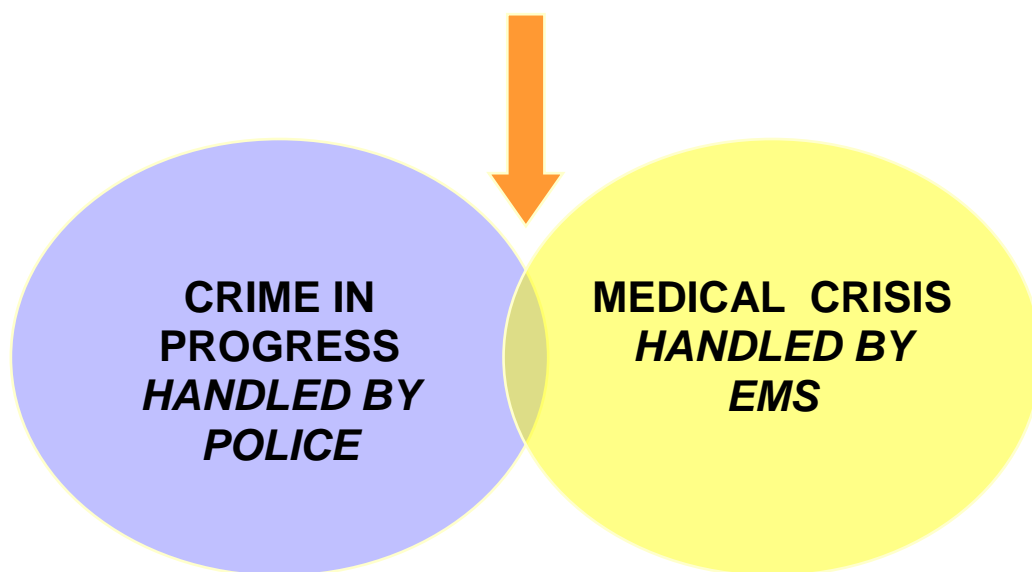 CRIME IN
PROGRESS
HANDLED BY
POLICE
MEDICAL  CRISIS
HANDLED BY
EMS